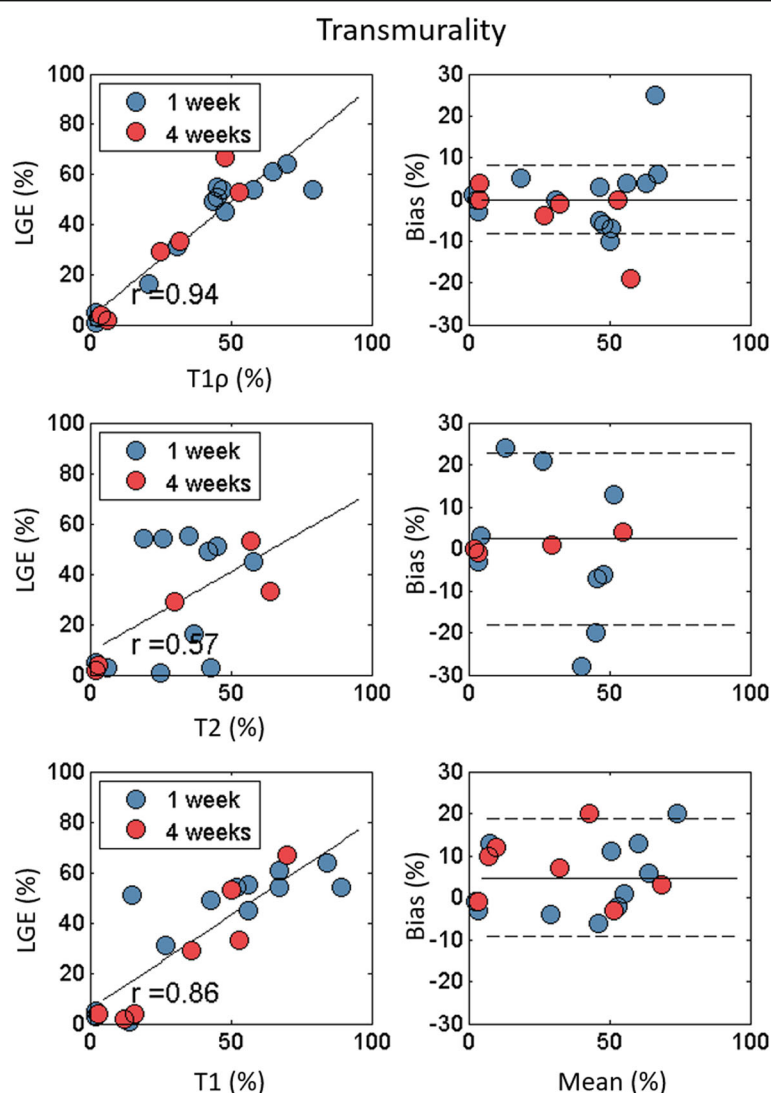 Transmurality
100
80
60
40
20
0
LGE (%)
1 week
4 weeks
r =0.94
0
50
100
T1ρ (%)
30
20
10
0
-10
-20
-30
Bias (%)
0
50
100
100
80
60
40
20
0
LGE (%)
1 week
4 weeks
r =0.57
0
50
100
T2 (%)
30
20
10
0
-10
-20
-30
Bias (%)
0
50
100
100
80
60
40
20
0
LGE (%)
1 week
4 weeks
r =0.86
0
50
100
T1 (%)
30
20
10
0
-10
-20
-30
Bias (%)
0
50
100
Mean (%)